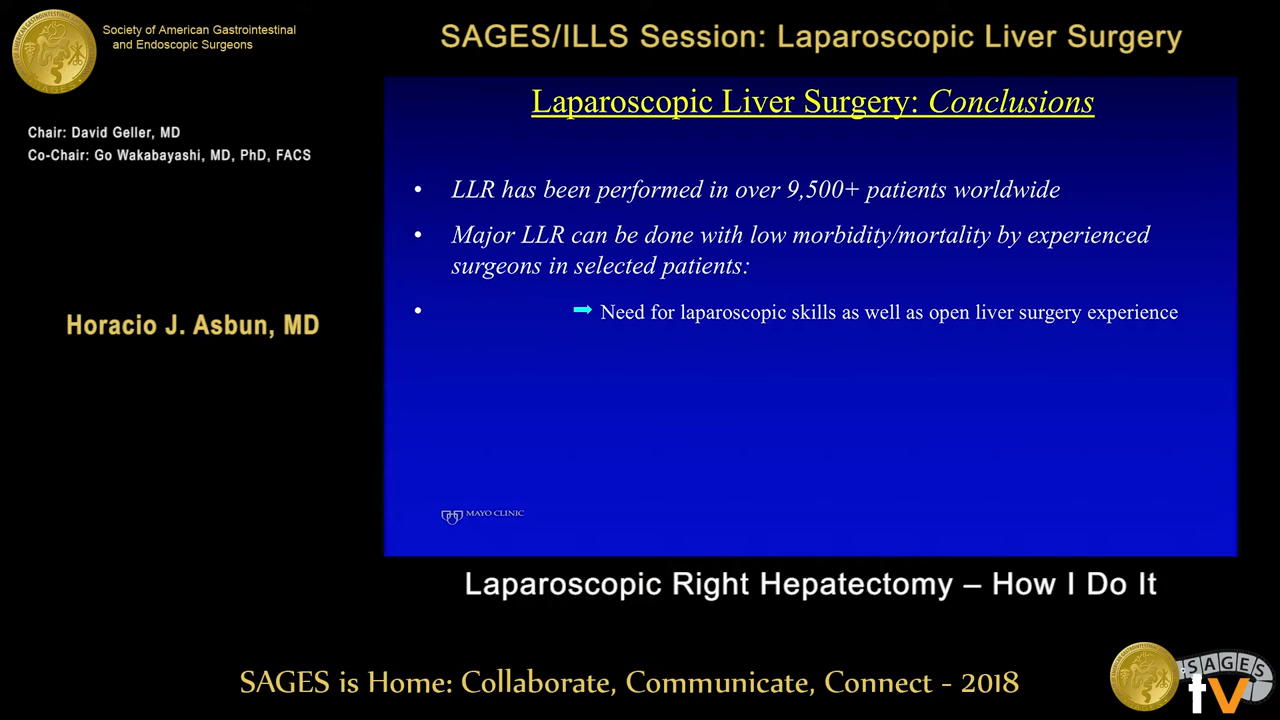 Society of American Gastrointestinal
and Endoscopic Surgeons
SAGES/ILLS Session: Laparoscopic Liver Surgery
Chair: David Geller, MD
Co-Chair: Go Wakabayashi, MD, PhD, FACS
Horacio J. Asbun, MD
Laparoscopic Liver Surgery: Conclusions
• LLR has been performed in over 9,500+ patients worldwide
• Major LLR can be done with low morbidity/mortality by experienced
surgeons in selected patients:
• ➡ Need for laparoscopic skills as well as open liver surgery experience
MAYO CLINIC
Laparoscopic Right Hepatectomy – How I Do It
SAGES is Home: Collaborate, Communicate, Connect - 2018
SAGES
tv